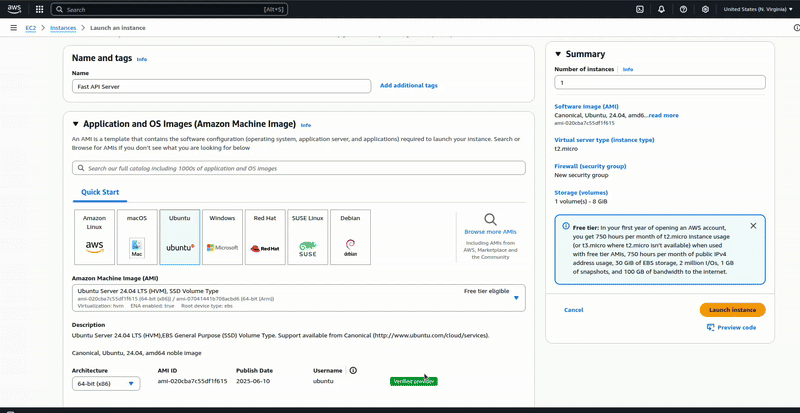 aws
Search
[Alt+S]
United States (N. Virginia)
EC2 > Instances > Launch an instance
Name and tags Info
Name
Fast API Server
Add additional tags
Application and OS Images (Amazon Machine Image) Info
An AMI is a template that contains the software configuration (operating system, application server, and applications) required to launch your instance. Search or
Browse for AMIs if you don't see what you are looking for below
Search our full catalog including 1000s of application and OS images
Quick Start
Amazon
Linux
aws
macOS
Mac
Ubuntu
ubuntu
Windows
Microsoft
Red Hat
Red Hat
SUSE Linux
SUSE
Debian
debian
Browse more AMIs
Including AMIs from
AWS, Marketplace and
the Community
Amazon Machine Image (AMI)
Ubuntu Server 24.04 LTS (HVM), SSD Volume Type
Free tier eligible
ami-020cba7c55df1f615 (64-bit (x86)) / ami-07041441b708acbd6 (64-bit (Arm))
Virtualization: hvm ENA enabled: true Root device type: ebs
Description
Ubuntu Server 24.04 LTS (HVM),EBS General Purpose (SSD) Volume Type. Support available from Canonical (http://www.ubuntu.com/cloud/services).
Canonical, Ubuntu, 24.04, amd64 noble image
Architecture
64-bit (x86)
AMI ID
ami-020cba7c55df1f615
Publish Date
2025-06-10
Username
ubuntu
Verified provider
Summary
Number of instances Info
1
Software Image (AMI)
Canonical, Ubuntu, 24.04, amd6...read more
ami-020cba7c55df1f615
Virtual server type (instance type)
t2.micro
Firewall (security group)
New security group
Storage (volumes)
1 volume(s) - 8 GiB
Free tier: In your first year of opening an AWS account,
you get 750 hours per month of t2.micro instance usage
(or t3.micro where t2.micro isn't available) when used
with free tier AMIs, 750 hours per month of public IPv4
address usage, 30 GiB of EBS storage, 2 million I/Os, 1 GB
of snapshots, and 100 GB of bandwidth to the internet.
Cancel
Launch instance
Preview code